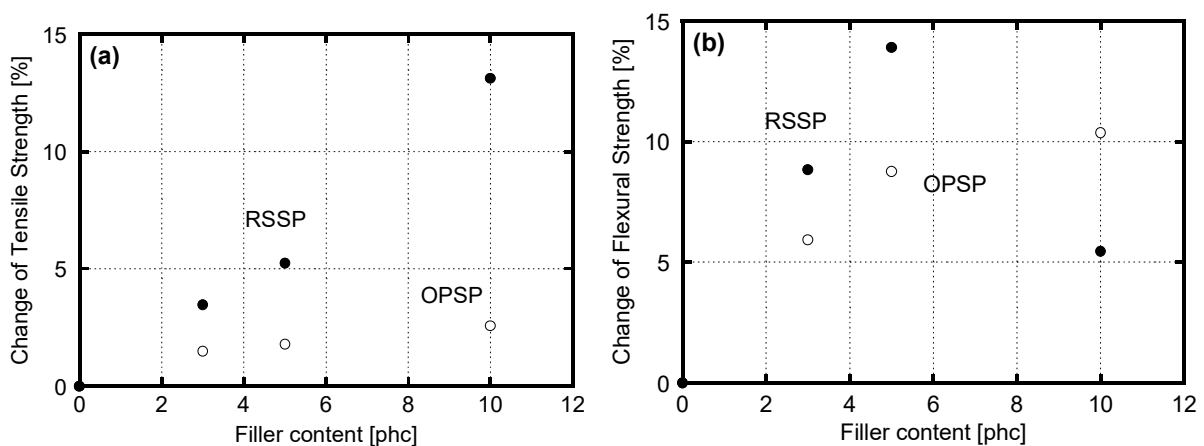 (a)
Change of Tensile Strength [%]
15
10
5
0
RSSP
OPSP
0 2 4 6 8 10 12
Filler content [phc]
(b)
Change of Flexural Strength [%]
15
10
5
0
RSSP
OPSP
0 2 4 6 8 10 12
Filler content [phc]